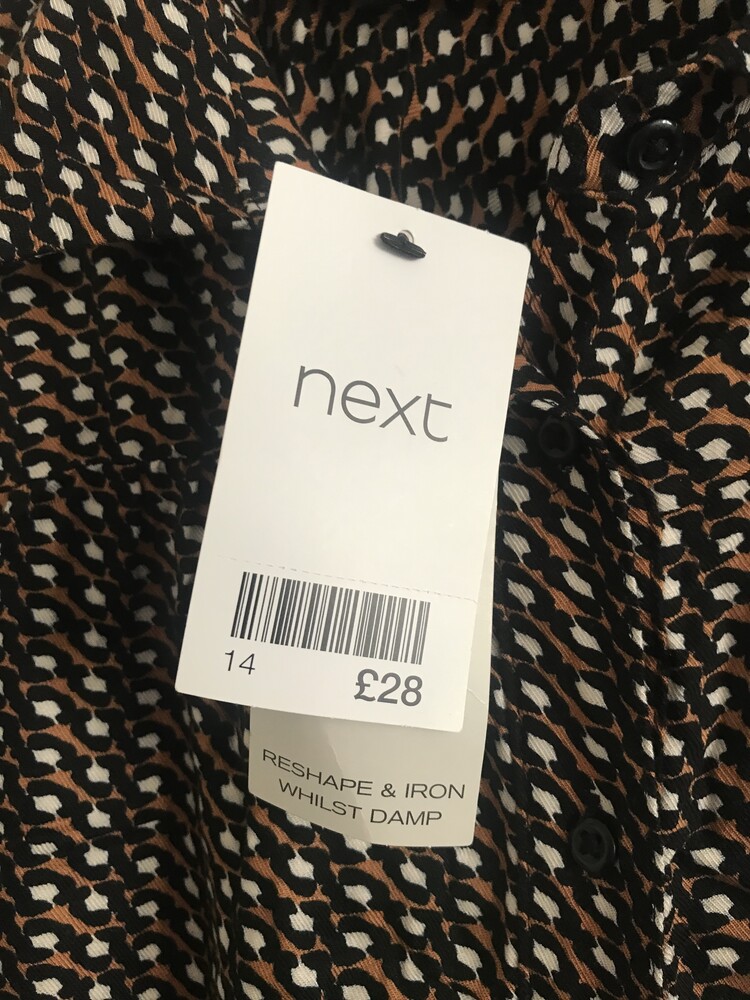 next
14
£28
RESHAPE & IRON
WHILST DAMP